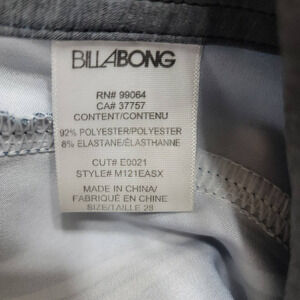 BILLABONG
RN# 99064
CA# 37757
CONTENT/CONTENU
92% POLYESTER/POLYESTER
8% ELASTANE/ÉLASTHANNE
CUT# E0021
STYLE# M121EASX
MADE IN CHINA/
FABRIQUÉ EN CHINE
SIZE/TAILLE 28